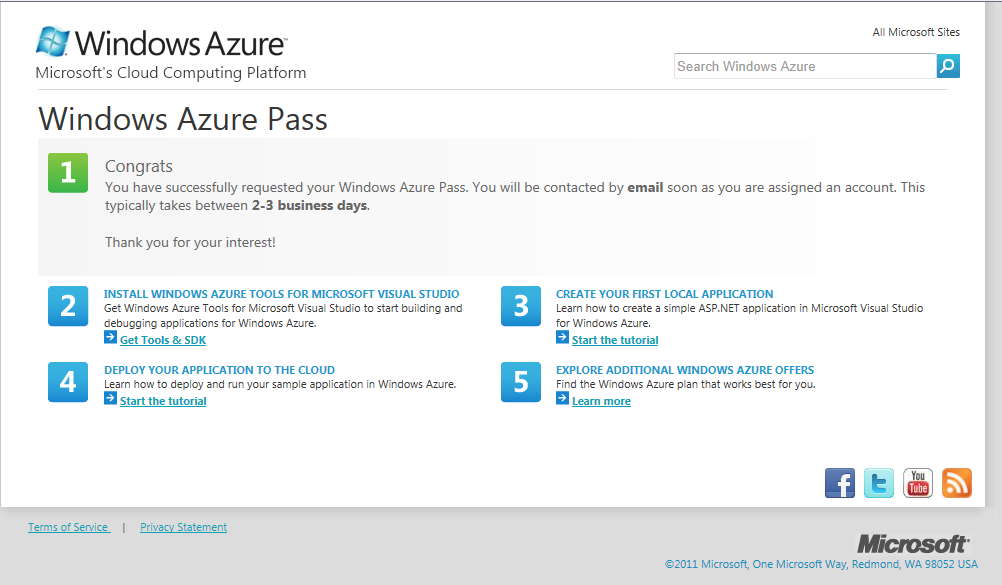 Windows Azure™
Microsoft's Cloud Computing Platform
All Microsoft Sites
Search Windows Azure
Windows Azure Pass
1
Congrats
You have successfully requested your Windows Azure Pass. You will be contacted by email soon as you are assigned an account. This
typically takes between 2-3 business days.
Thank you for your interest!
2
INSTALL WINDOWS AZURE TOOLS FOR MICROSOFT VISUAL STUDIO
Get Windows Azure Tools for Microsoft Visual Studio to start building and
debugging applications for Windows Azure.
Get Tools & SDK
3
CREATE YOUR FIRST LOCAL APPLICATION
Learn how to create a simple ASP.NET application in Microsoft Visual Studio
for Windows Azure.
Start the tutorial
4
DEPLOY YOUR APPLICATION TO THE CLOUD
Learn how to deploy and run your sample application in Windows Azure.
Start the tutorial
5
EXPLORE ADDITIONAL WINDOWS AZURE OFFERS
Find the Windows Azure plan that works best for you.
Learn more
f
t
You
Tube
Terms of Service | Privacy Statement
Microsoft
©2011 Microsoft, One Microsoft Way, Redmond, WA 98052 USA